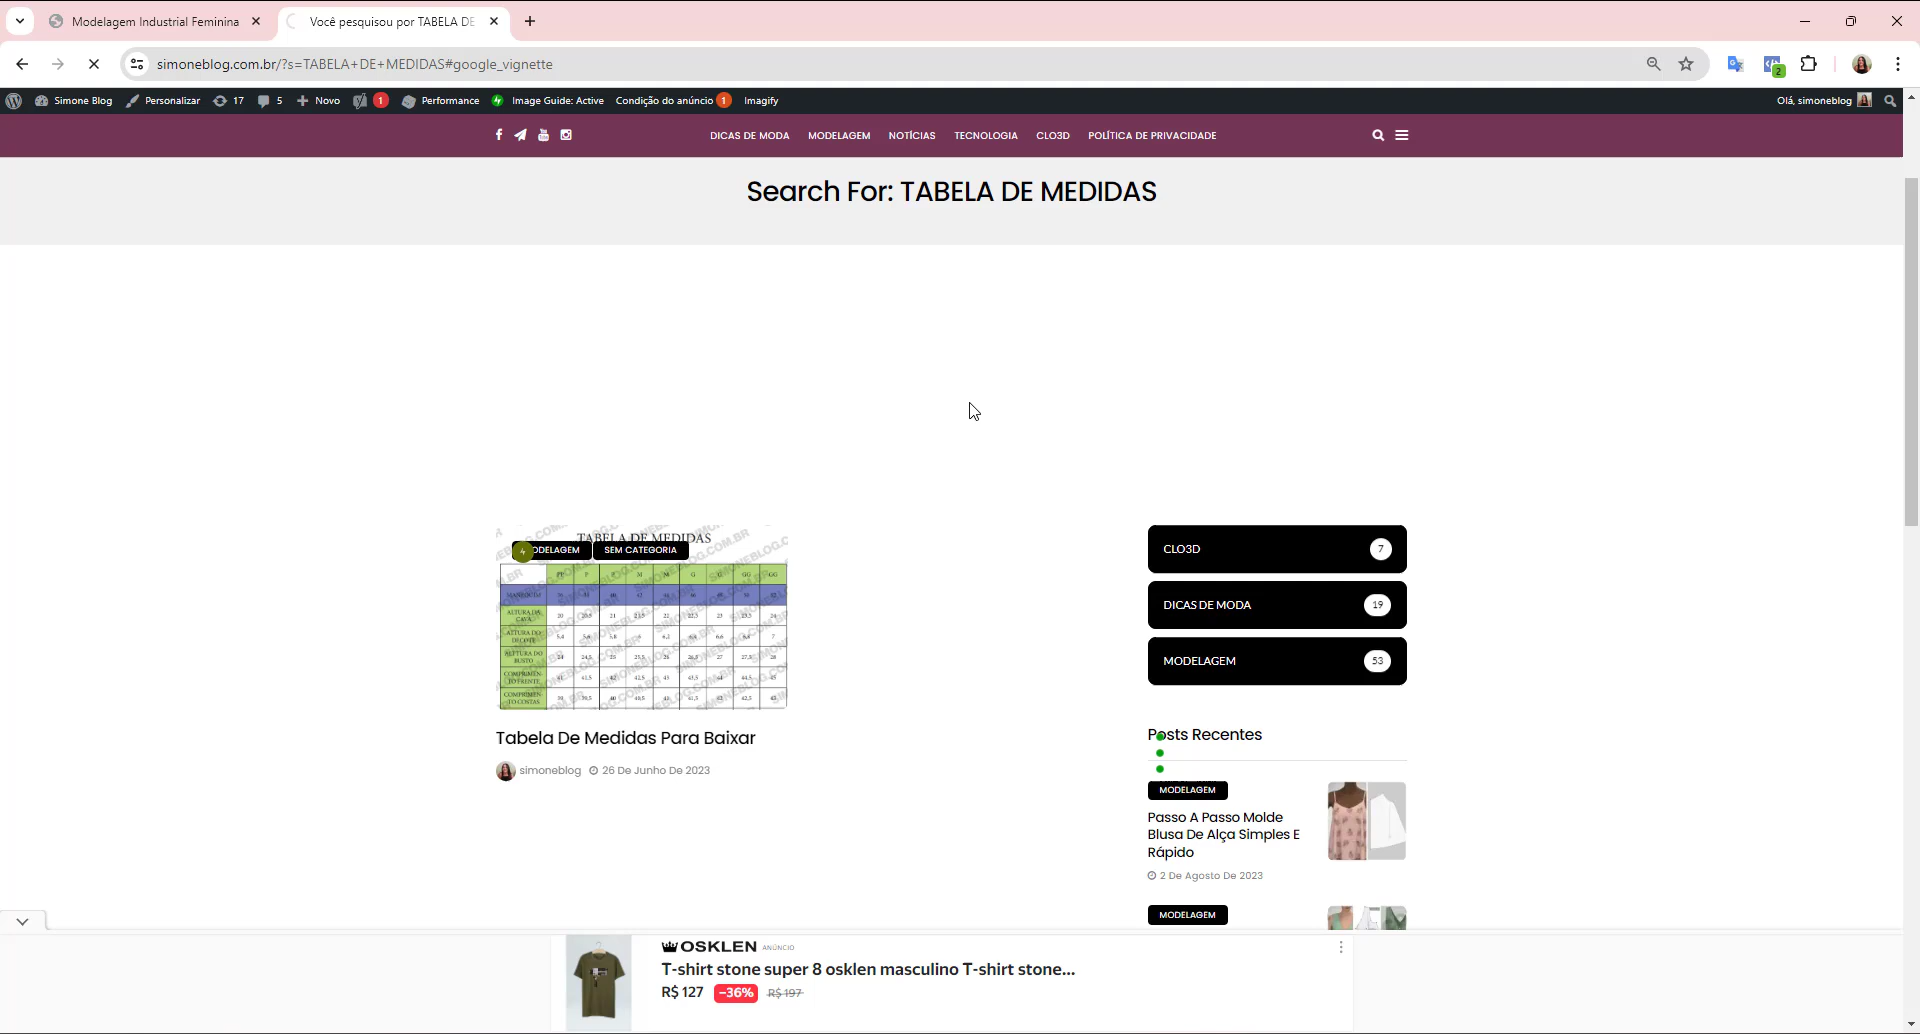 Modelagem Industrial Feminina
Você pesquisou por TABELA DE
simoneblog.com.br/?s=TABELA+DE+MEDIDAS#google_vignette
2
Simone Blog
Personalizar
17
5
Novo
1
Performance
Image Guide: Active
Condição do anúncio 1
Imagify
Olá, simoneblog
DICAS DE MODA
MODELAGEM
NOTÍCIAS
TECNOLOGIA
CLO3D
POLÍTICA DE PRIVACIDADE
Search For: TABELA DE MEDIDAS
TABELA DE MEDIDAS
SEM CATEGORIA
Tabela De Medidas Para Baixar
simoneblog
26 De Junho De 2023
CLO3D 7
DICAS DE MODA 19
MODELAGEM 53
Posts Recentes
MODELAGEM
Passo A Passo Molde
Blusa De Alça Simples E
Rápido
2 De Agosto De 2023
MODELAGEM
OSKLEN ANÚNCIO
T-shirt stone super 8 osklen masculino T-shirt stone...
R$ 127 -36% R$ 197